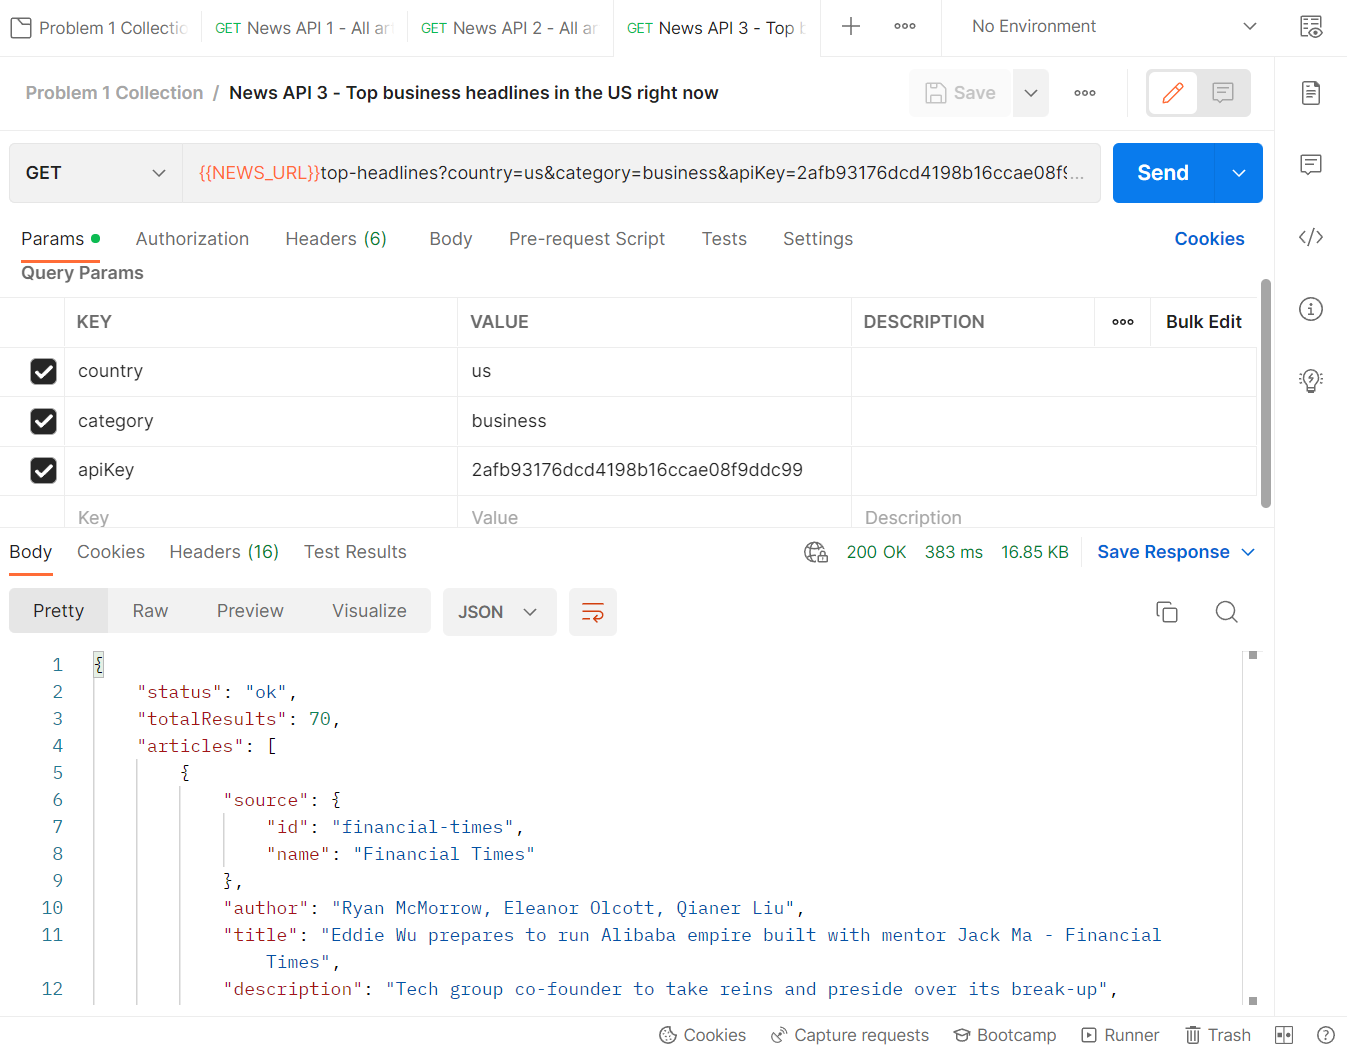 Problem 1 Collectio GET News API 1 - All ar GET News API 2 - All ar GET News API 3 - Top b No Environment
Problem 1 Collection / News API 3 - Top business headlines in the US right now Save
GET {{NEWS_URL}}top-headlines?country=us&category=business&apiKey=2afb93176dcd4198b16ccae08f9... Send
Params Authorization Headers (6) Body Pre-request Script Tests Settings Cookies
Query Params
KEY VALUE DESCRIPTION Bulk Edit
country us
category business
apiKey 2afb93176dcd4198b16ccae08f9ddc99
Key Value Description
Body Cookies Headers (16) Test Results 200 OK 383 ms 16.85 KB Save Response
Pretty Raw Preview Visualize JSON
1 {
2 "status": "ok",
3 "totalResults": 70,
4 "articles": [
5 {
6 "source": {
7 "id": "financial-times",
8 "name": "Financial Times"
9 },
10 "author": "Ryan McMorrow, Eleanor Olcott, Qianer Liu",
11 "title": "Eddie Wu prepares to run Alibaba empire built with mentor Jack Ma - Financial
Times",
12 "description": "Tech group co-founder to take reins and preside over its break-up",
Cookies Capture requests Bootcamp Runner Trash